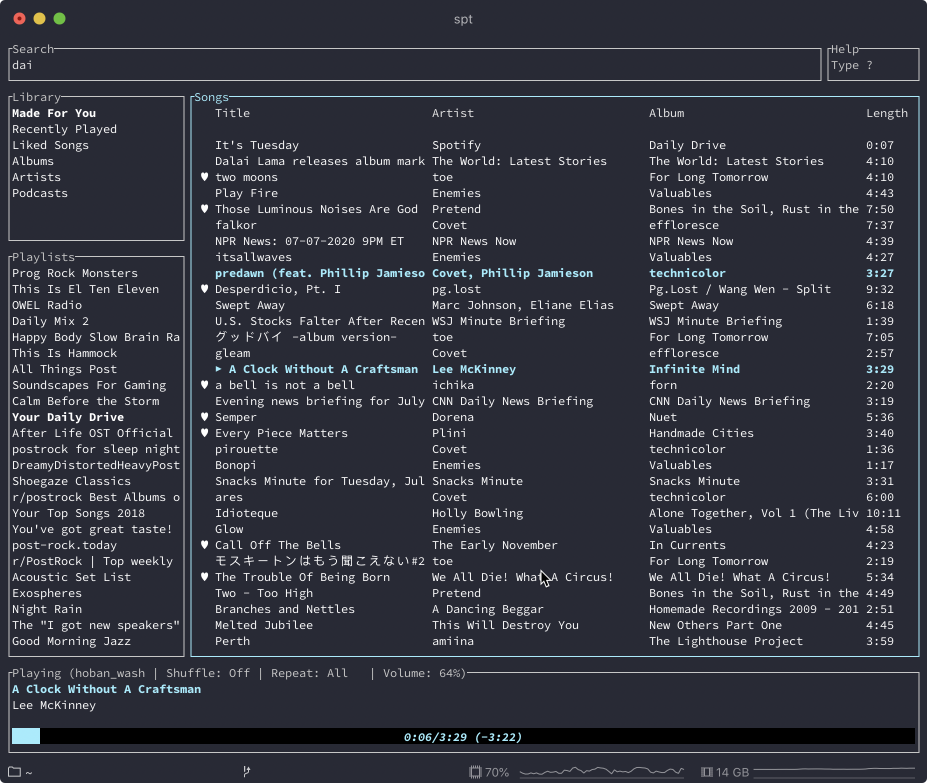 spt
Search
Help
dai
Type ?
Library
Made For You
Recently Played
Liked Songs
Albums
Artists
Podcasts
Playlists
Prog Rock Monsters
This Is El Ten Eleven
OWEL Radio
Daily Mix 2
Happy Body Slow Brain Ra
This Is Hammock
All Things Post
Soundscapes For Gaming
Calm Before the Storm
Your Daily Drive
After Life OST Official
postrock for sleep night
DreamyDistortedHeavyPost
Shoegaze Classics
r/postrock Best Albums o
Your Top Songs 2018
You've got great taste!
post-rock.today
r/PostRock | Top weekly
Acoustic Set List
Exospheres
Night Rain
The "I got new speakers"
Good Morning Jazz
Songs
Title Artist Album Length
It's Tuesday Spotify Daily Drive 0:07
Dalai Lama releases album mark The World: Latest Stories The World: Latest Stories 4:10
♥ two moons toe For Long Tomorrow 4:10
Play Fire Enemies Valuables 4:43
♥ Those Luminous Noises Are God Pretend Bones in the Soil, Rust in the 7:50
falkor Covet effloresce 7:37
NPR News: 07-07-2020 9PM ET NPR News Now NPR News Now 4:39
itsallwaves Enemies Valuables 4:27
predawn (feat. Phillip Jamieso Covet, Phillip Jamieson technicolor 3:27
♥ Desperdicio, Pt. I pg.lost Pg.Lost / Wang Wen - Split 9:32
Swept Away Marc Johnson, Eliane Elias Swept Away 6:18
U.S. Stocks Falter After Recen WSJ Minute Briefing WSJ Minute Briefing 1:39
グッドバイ -album version- toe For Long Tomorrow 7:05
gleam Covet effloresce 2:57
▸ A Clock Without A Craftsman Lee McKinney Infinite Mind 3:29
♥ a bell is not a bell ichika forn 2:20
Evening news briefing for July CNN Daily News Briefing CNN Daily News Briefing 3:19
♥ Semper Dorena Nuet 5:36
♥ Every Piece Matters Plini Handmade Cities 3:40
pirouette Covet technicolor 1:36
Bonopi Enemies Valuables 1:17
Snacks Minute for Tuesday, Jul Snacks Minute Snacks Minute 3:31
ares Covet technicolor 6:00
Idioteque Holly Bowling Alone Together, Vol 1 (The Liv 10:11
Glow Enemies Valuables 4:58
♥ Call Off The Bells The Early November In Currents 4:23
モスキートンはもう聞こえない#2 toe For Long Tomorrow 2:19
♥ The Trouble Of Being Born We All Die! What A Circus! We All Die! What A Circus! 5:34
Two - Too High Pretend Bones in the Soil, Rust in the 4:49
Branches and Nettles A Dancing Beggar Homemade Recordings 2009 - 201 2:51
Melted Jubilee This Will Destroy You New Others Part One 4:45
Perth amiina The Lighthouse Project 3:59
Playing (hoban_wash | Shuffle: Off | Repeat: All | Volume: 64%)
A Clock Without A Craftsman
Lee McKinney
0:06/3:29 (-3:22)
~ 70% 14 GB